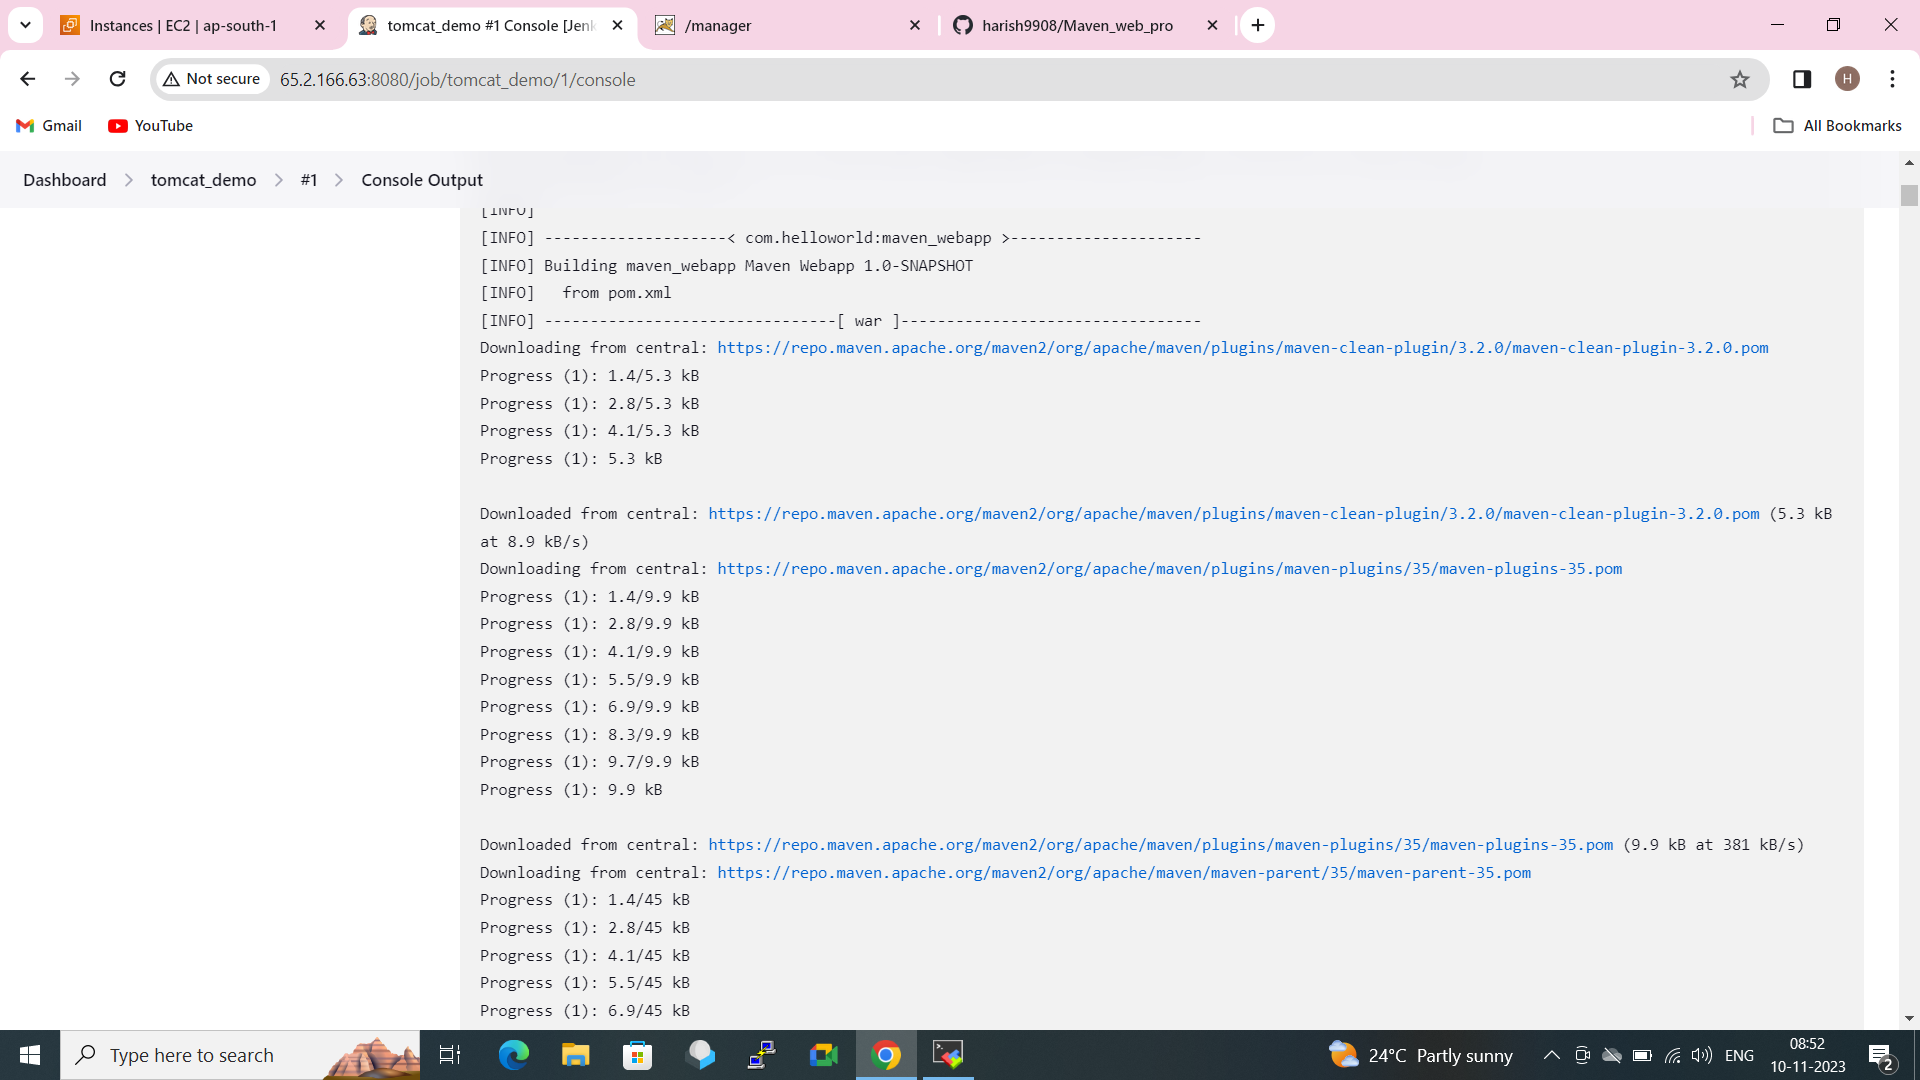 Instances | EC2 | ap-south-1
tomcat_demo #1 Console [Jenk
/manager
harish9908/Maven_web_pro
Not secure
65.2.166.63:8080/job/tomcat_demo/1/console
H
Gmail
YouTube
All Bookmarks
Dashboard
tomcat_demo
#1
Console Output
[INFO]
[INFO] --------------------< com.helloworld:maven_webapp >---------------------
[INFO] Building maven_webapp Maven Webapp 1.0-SNAPSHOT
[INFO]   from pom.xml
[INFO] --------------------------------[ war ]---------------------------------
Downloading from central: https://repo.maven.apache.org/maven2/org/apache/maven/plugins/maven-clean-plugin/3.2.0/maven-clean-plugin-3.2.0.pom
Progress (1): 1.4/5.3 kB
Progress (1): 2.8/5.3 kB
Progress (1): 4.1/5.3 kB
Progress (1): 5.3 kB
Downloaded from central: https://repo.maven.apache.org/maven2/org/apache/maven/plugins/maven-clean-plugin/3.2.0/maven-clean-plugin-3.2.0.pom (5.3 kB
at 8.9 kB/s)
Downloading from central: https://repo.maven.apache.org/maven2/org/apache/maven/plugins/maven-plugins/35/maven-plugins-35.pom
Progress (1): 1.4/9.9 kB
Progress (1): 2.8/9.9 kB
Progress (1): 4.1/9.9 kB
Progress (1): 5.5/9.9 kB
Progress (1): 6.9/9.9 kB
Progress (1): 8.3/9.9 kB
Progress (1): 9.7/9.9 kB
Progress (1): 9.9 kB
Downloaded from central: https://repo.maven.apache.org/maven2/org/apache/maven/plugins/maven-plugins/35/maven-plugins-35.pom (9.9 kB at 381 kB/s)
Downloading from central: https://repo.maven.apache.org/maven2/org/apache/maven/maven-parent/35/maven-parent-35.pom
Progress (1): 1.4/45 kB
Progress (1): 2.8/45 kB
Progress (1): 4.1/45 kB
Progress (1): 5.5/45 kB
Progress (1): 6.9/45 kB
Type here to search
24°C Partly sunny
ENG
08:52
10-11-2023
2